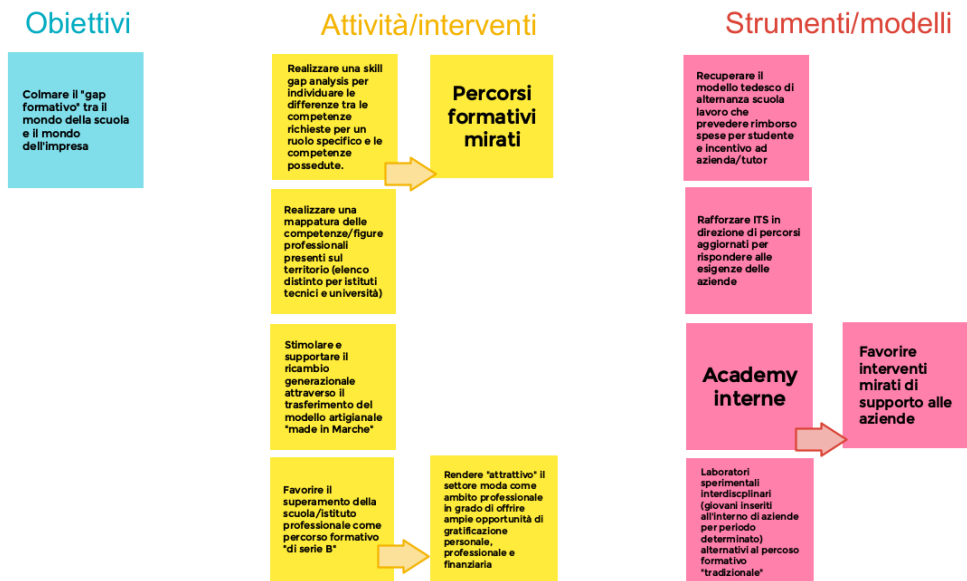 Obiettivi
Colmare il "gap
formativo" tra il
mondo della scuola
e il mondo
dell'impresa
Attività/interventi
Realizzare una skill
gap analysis per
individuare le
differenze tra le
competenze
richieste per un
ruolo specifico e le
competenze
possedute.
Percorsi
formativi
mirati
Realizzare una
mappatura delle
competenze/figure
professionali
presenti sul
territorio (elenco
distinto per istituti
tecnici e università)
Stimolare e
supportare il
ricambio
generazionale
attraverso il
trasferimento del
modello artigianale
"made in Marche"
Favorire il
superamento della
scuola/istituto
professionale come
percorso formativo
"di serie B"
Rendere "attrattivo" il
settore moda come
ambito professionale
in grado di offrire
ampie opportunità di
gratificazione
personale,
professionale e
finanziaria
Strumenti/modelli
Recuperare il
modello tedesco di
alternanza scuola
lavoro che
prevedere rimborso
spese per studente
e incentivo ad
azienda/tutor
Rafforzare ITS in
direzione di percorsi
aggiornati per
rispondere alle
esigenze delle
aziende
Academy
interne
Favorire
interventi
mirati di
supporto alle
aziende
Laboratori
sperimentali
interdiscplinari
(giovani inseriti
all'interno di aziende
per periodo
determinato)
alternativi al percoso
formativo
"tradizionale"